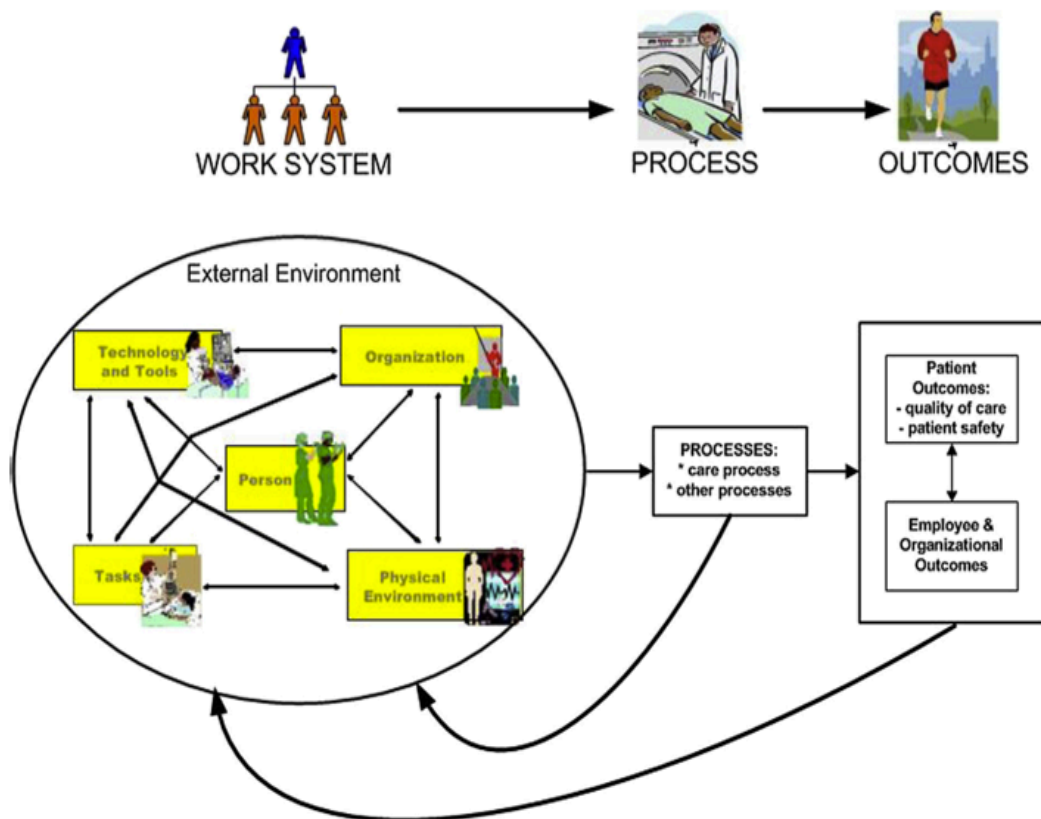 WORK SYSTEM
PROCESS
OUTCOMES
External Environment
Technology
and Tools
Organization
Person
Tasks
Physical
Environment
PROCESSES:
* care process
* other processes
Patient
Outcomes:
- quality of care
- patient safety
Employee &
Organizational
Outcomes